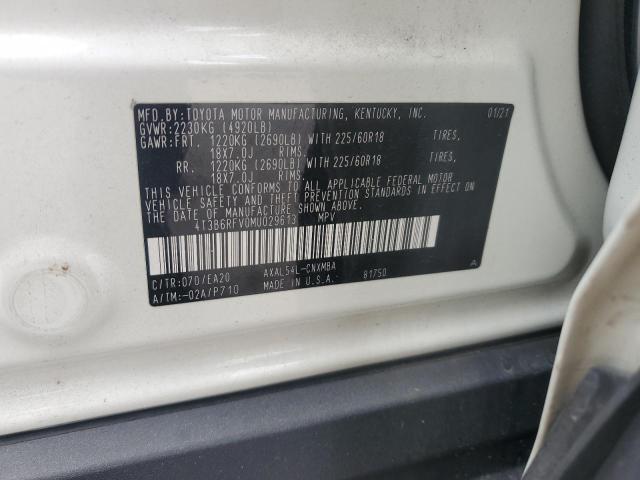 MFD.BY:TOYOTA MOTOR MANUFACTURING, KENTUCKY, INC. 01/21
GVWR:2230KG (4920LB)
GAWR:FRT. 1220KG (2690LB) WITH 225/60R18 TIRES,
18X7.0J RIMS.
RR. 1220KG (2690LB) WITH 225/60R18 TIRES,
18X7.0J RIMS.
THIS VEHICLE CONFORMS TO ALL APPLICABLE FEDERAL MOTOR
VEHICLE SAFETY AND THEFT PREVENTION STANDARDS IN EFFECT
ON THE DATE OF MANUFACTURE SHOWN ABOVE.
4T3B6RFV0MU029613 MPV
C/TR:070/EA20 AXAL54L-CNXMBA A
A/TM:-02A/P710 MADE IN U.S.A. 81750